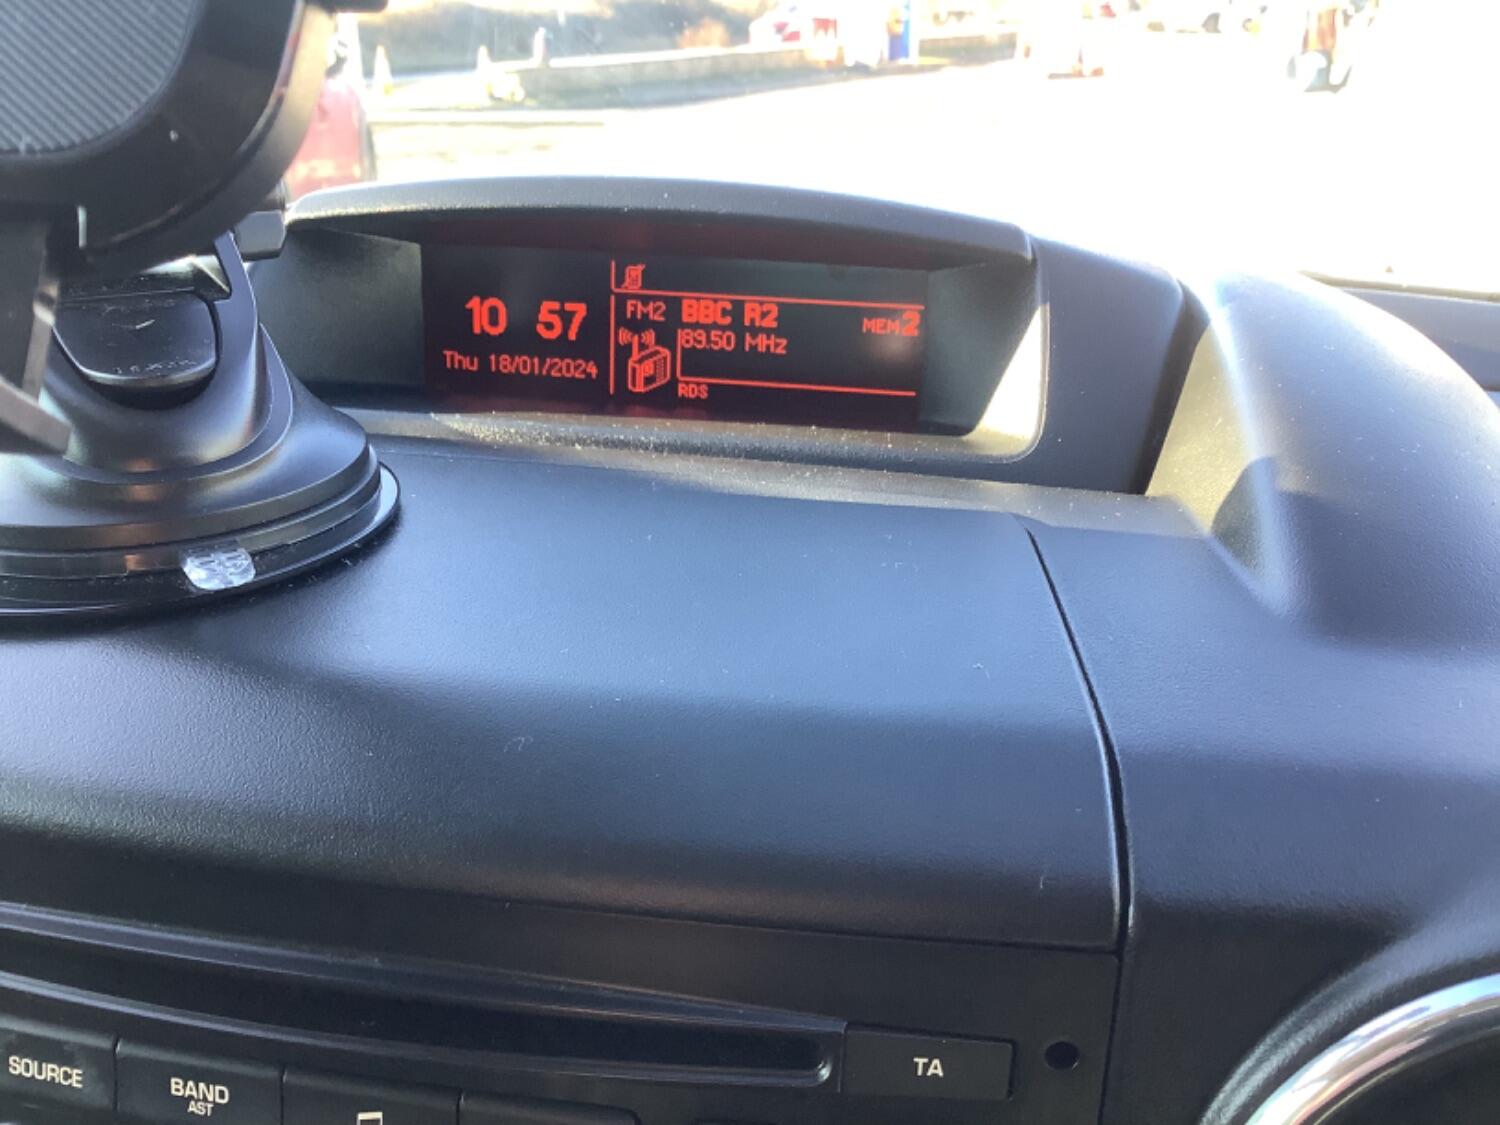 10 57
Thu 18/01/2024
FM2 BBC R2
MEM2
89.50 MHz
RDS
SOURCE
BAND
AST
TA